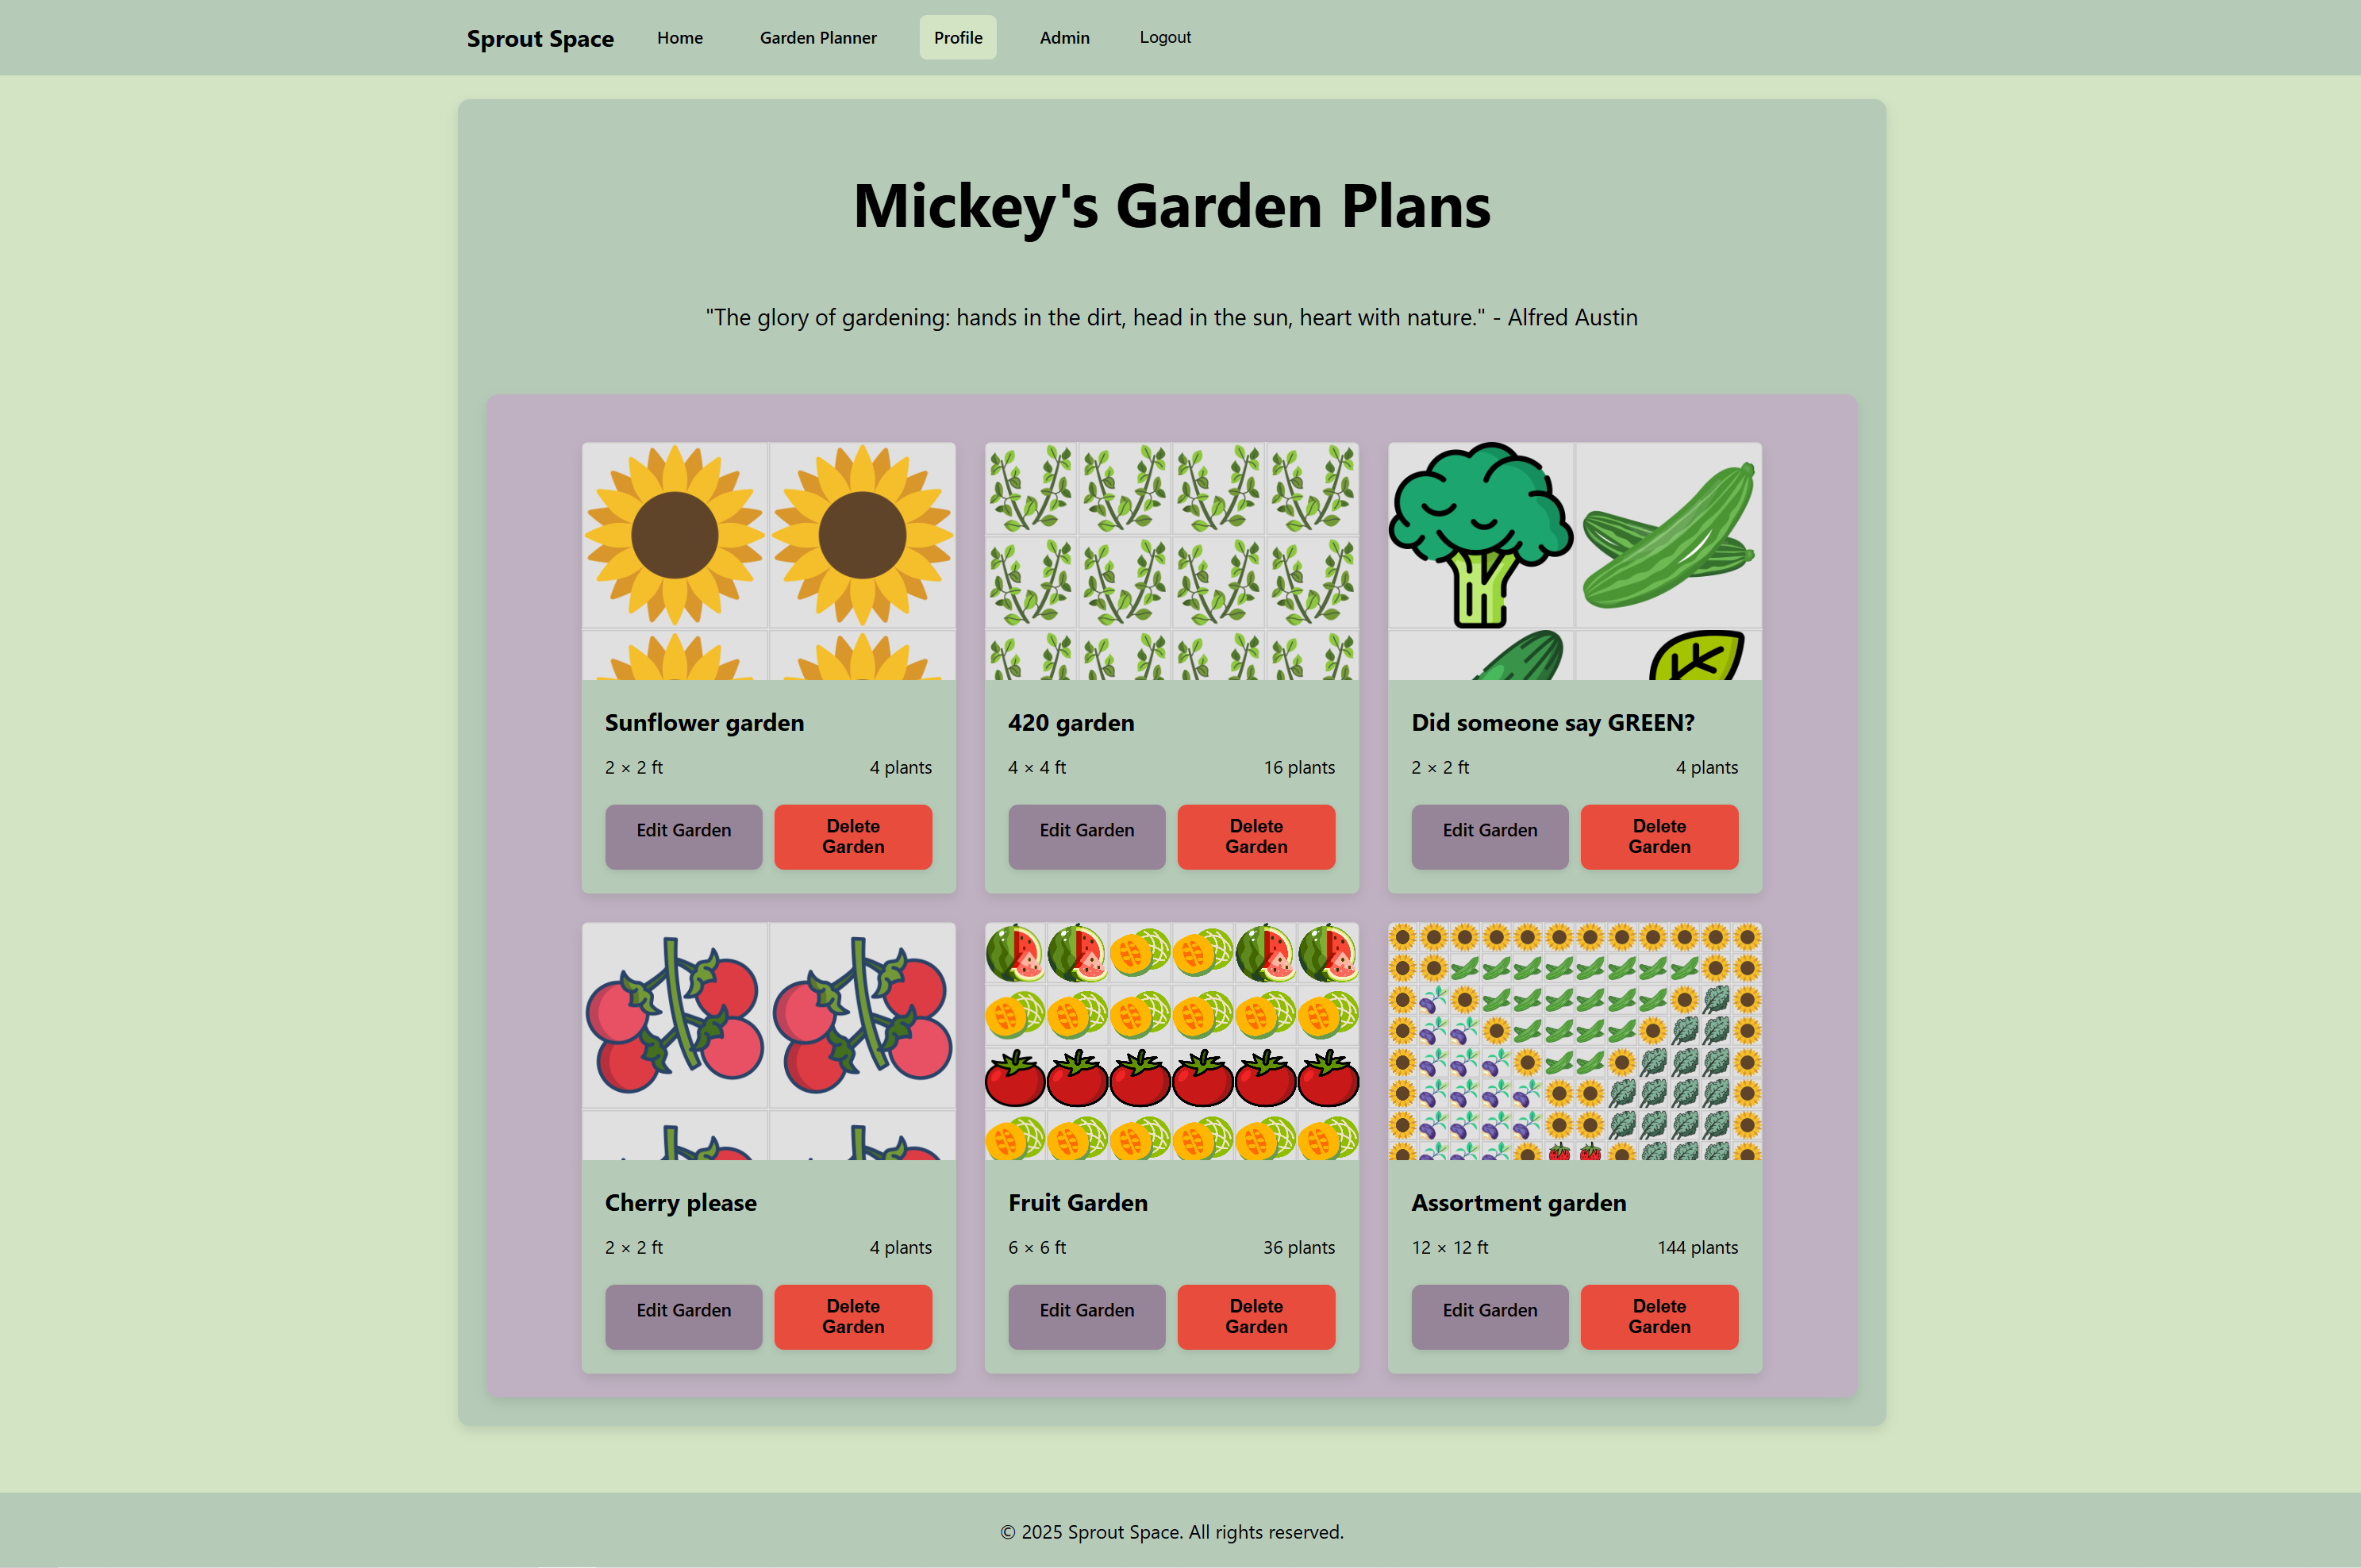 Sprout Space Home Garden Planner Profile Admin Logout
Mickey's Garden Plans
"The glory of gardening: hands in the dirt, head in the sun, heart with nature." - Alfred Austin
Sunflower garden
2 × 2 ft 4 plants
Edit Garden
Delete
Garden
420 garden
4 × 4 ft 16 plants
Edit Garden
Delete
Garden
Did someone say GREEN?
2 × 2 ft 4 plants
Edit Garden
Delete
Garden
Cherry please
2 × 2 ft 4 plants
Edit Garden
Delete
Garden
Fruit Garden
6 × 6 ft 36 plants
Edit Garden
Delete
Garden
Assortment garden
12 × 12 ft 144 plants
Edit Garden
Delete
Garden
© 2025 Sprout Space. All rights reserved.